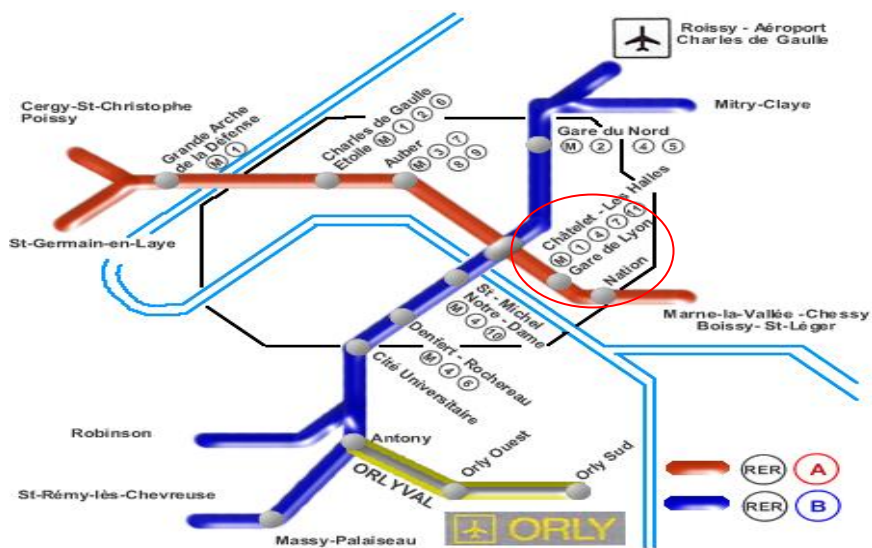 Roissy - Aéroport
Charles de Gaulle
Cergy-St-Christophe
Poissy
Mitry-Claye
Grande Arche
de la Défense
M 1
Charles de Gaulle
Etoile M 1 2 6
Auber M 3 7
8 9
Gare du Nord
M 2 4 5
Châtelet - Les Halles
M 1 4 7 11
Gare de Lyon
Nation
St-Germain-en-Laye
Marne-la-Vallée -Chessy
Boissy-St-Léger
St - Michel
Notre - Dame
M 4 10
Denfert - Rochereau
M 4 6
Cité Universitaire
Robinson
Antony
ORLYVAL
Orly Ouest
Orly Sud
St-Rémy-lès-Chevreuse
Massy-Palaiseau
ORLY
RER A
RER B